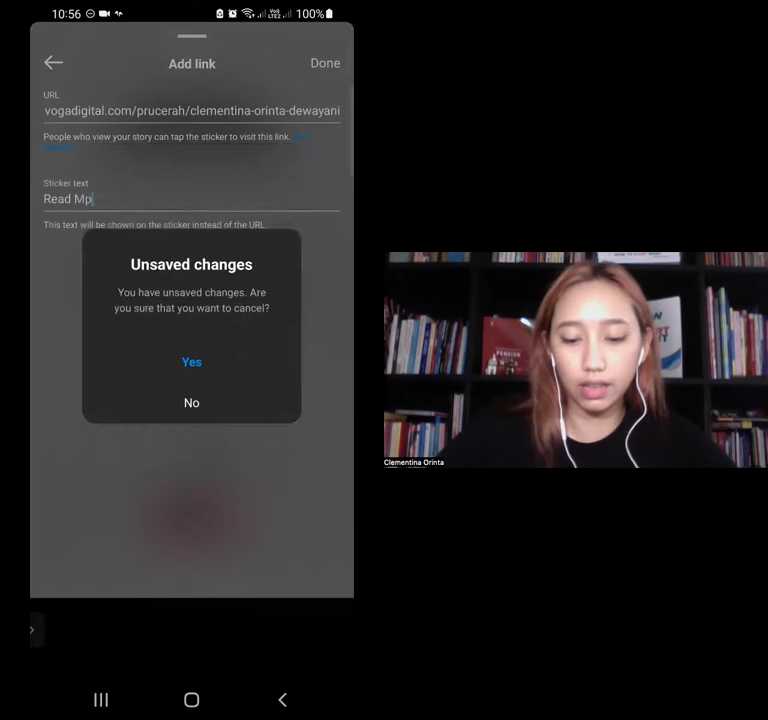 10:56
Vo5
LTE2
100%
Add link
Done
URL
vogadigital.com/prucerah/clementina-orinta-dewayani
People who view your story can tap the sticker to visit this link.
Sticker text
Read Mp
This text will be shown on the sticker instead of the URL.
Unsaved changes
You have unsaved changes. Are
you sure that you want to cancel?
Yes
No
PENSIUN
Clementina Orinta